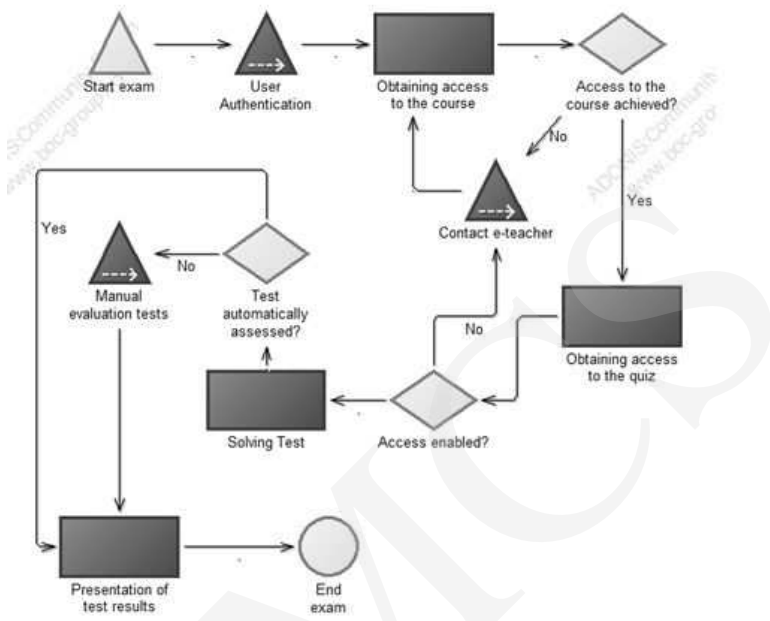 Start exam
User
Authentication
Obtaining access
to the course
Access to the
course achieved?
No
Yes
Contact e-teacher
Obtaining access
to the quiz
No
Access enabled?
Solving Test
Test
automatically
assessed?
Yes
No
Manual
evaluation tests
Presentation of
test results
End
exam
MCS